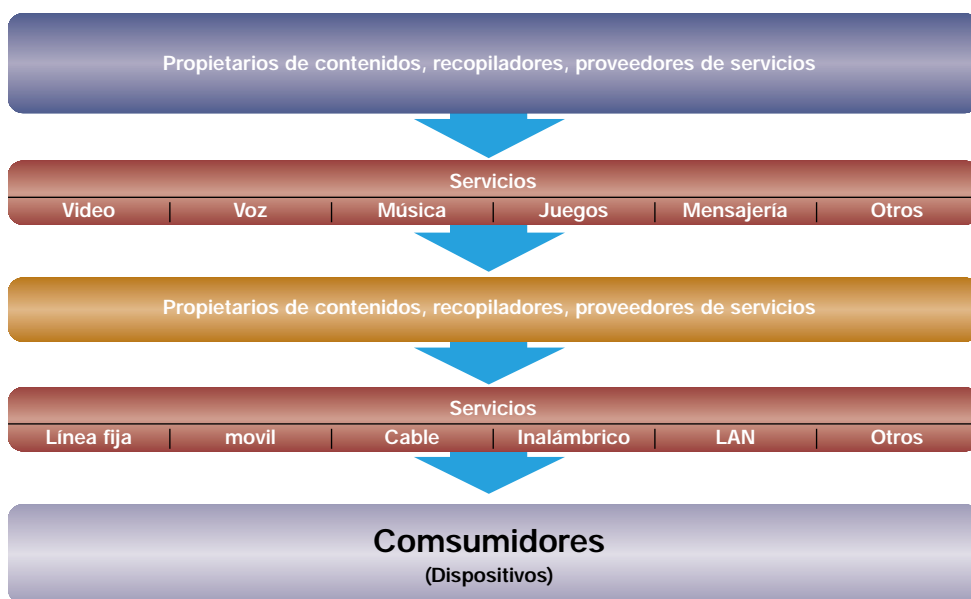 Propietarios de contenidos, recopiladores, proveedores de servicios
Servicios
Video | Voz | Música | Juegos | Mensajería | Otros
Propietarios de contenidos, recopiladores, proveedores de servicios
Servicios
Línea fija | movil | Cable | Inalámbrico | LAN | Otros
Comsumidores
(Dispositivos)